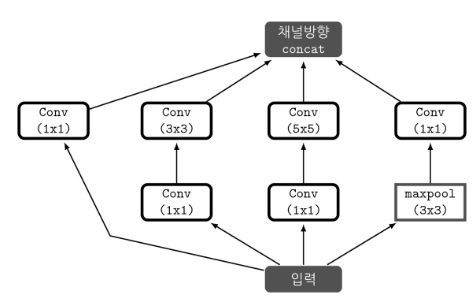 채널방향
concat
Conv
(1x1)
Conv
(3x3)
Conv
(5x5)
Conv
(1x1)
Conv
(1x1)
Conv
(1x1)
maxpool
(3x3)
입력